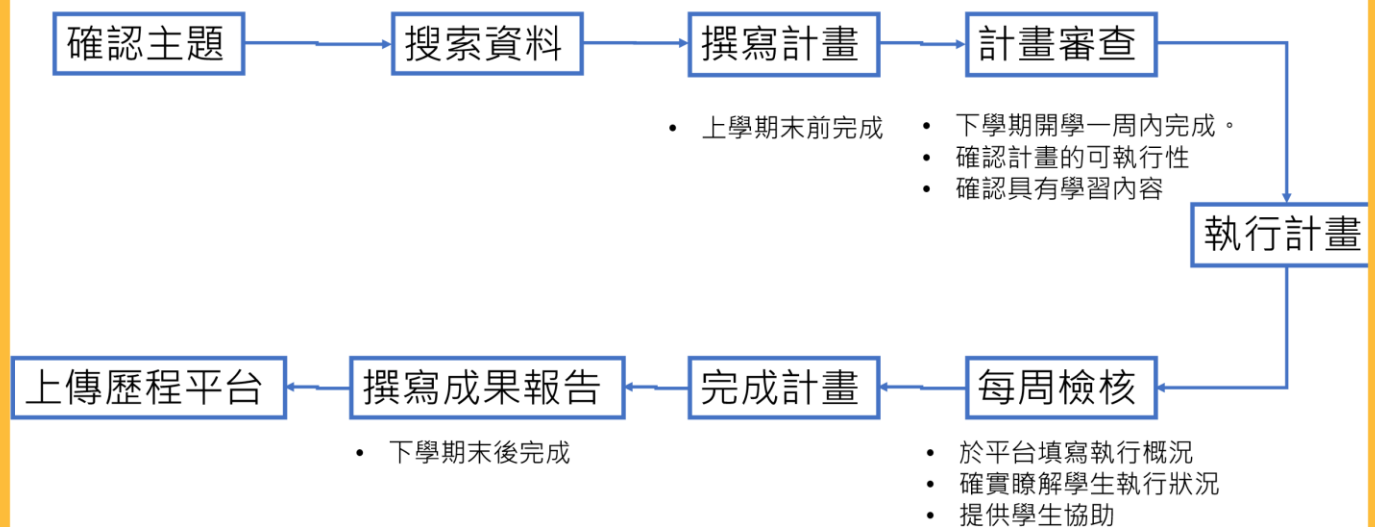 確認主題
搜索資料
撰寫計畫
計畫審查
• 上學期末前完成
• 下學期開學一周內完成。
• 確認計畫的可執行性
• 確認具有學習內容
執行計畫
每周檢核
• 於平台填寫執行概況
• 確實瞭解學生執行狀況
• 提供學生協助
完成計畫
撰寫成果報告
• 下學期末後完成
上傳歷程平台